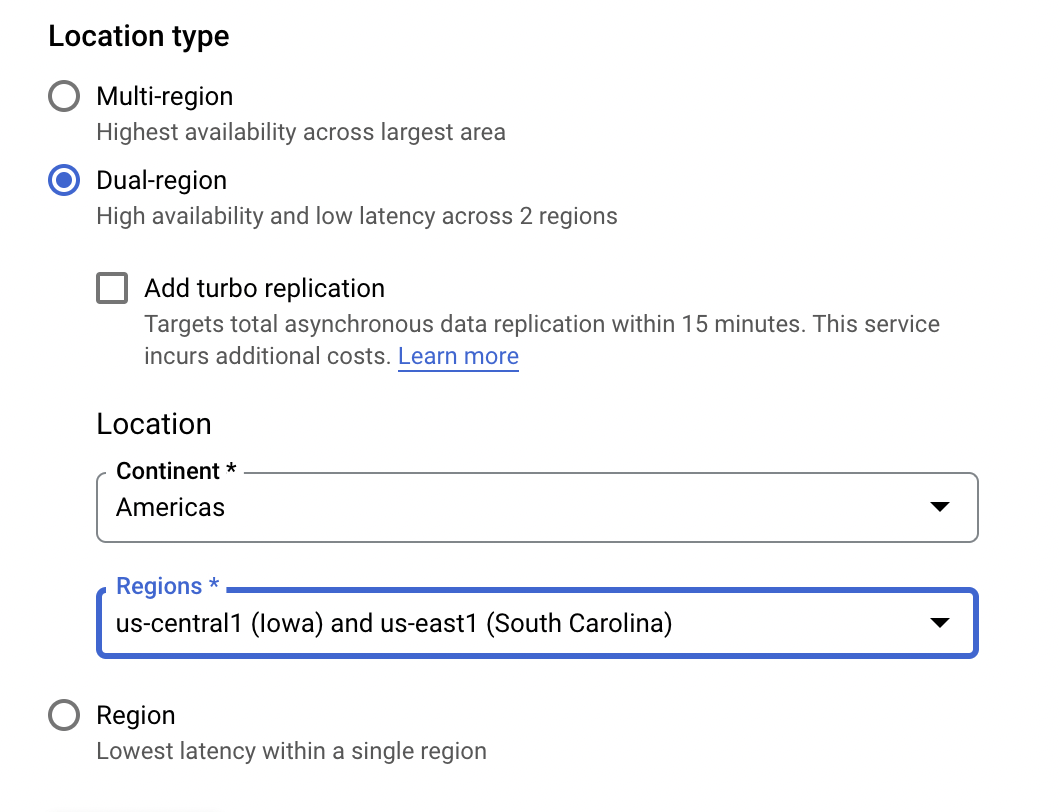 Location type
Multi-region
Highest availability across largest area
Dual-region
High availability and low latency across 2 regions
Add turbo replication
Targets total asynchronous data replication within 15 minutes. This service
incurs additional costs. Learn more
Location
Continent *
Americas
Regions *
us-central1 (Iowa) and us-east1 (South Carolina)
Region
Lowest latency within a single region